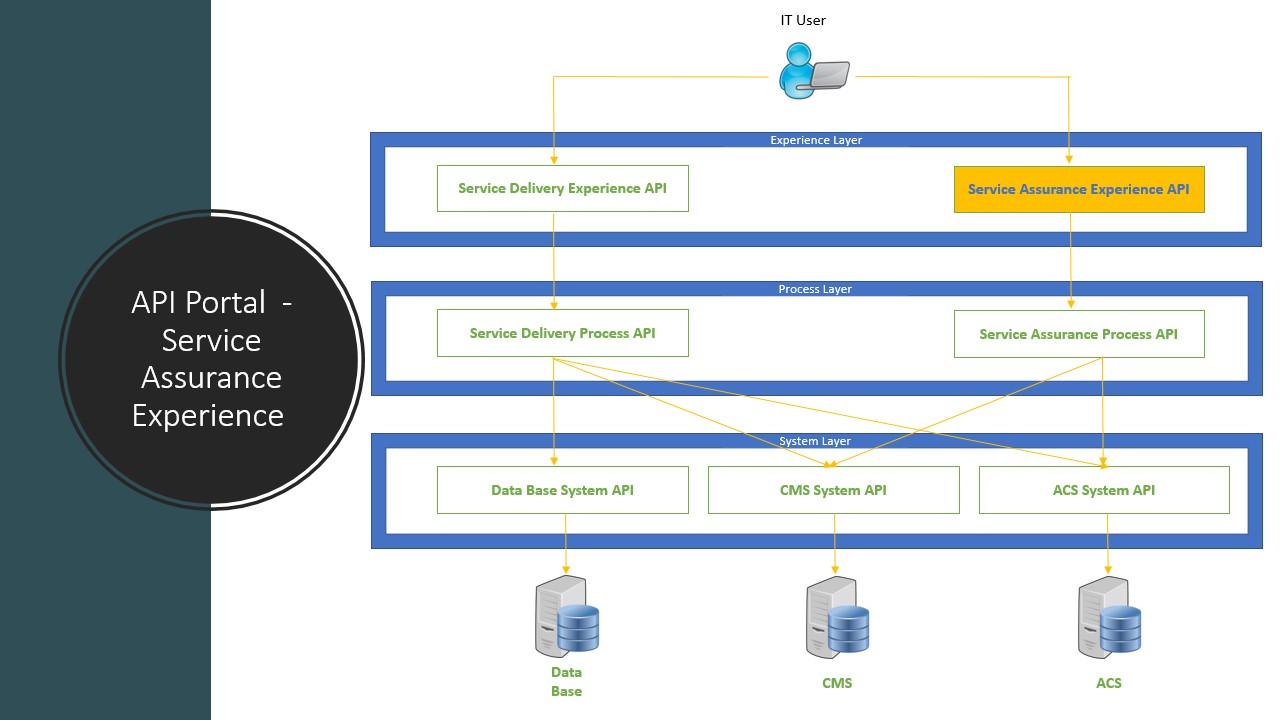 API Portal -
Service
Assurance
Experience
IT User
Experience Layer
Service Delivery Experience API
Service Assurance Experience API
Process Layer
Service Delivery Process API
Service Assurance Process API
System Layer
Data Base System API
CMS System API
ACS System API
Data
Base
CMS
ACS